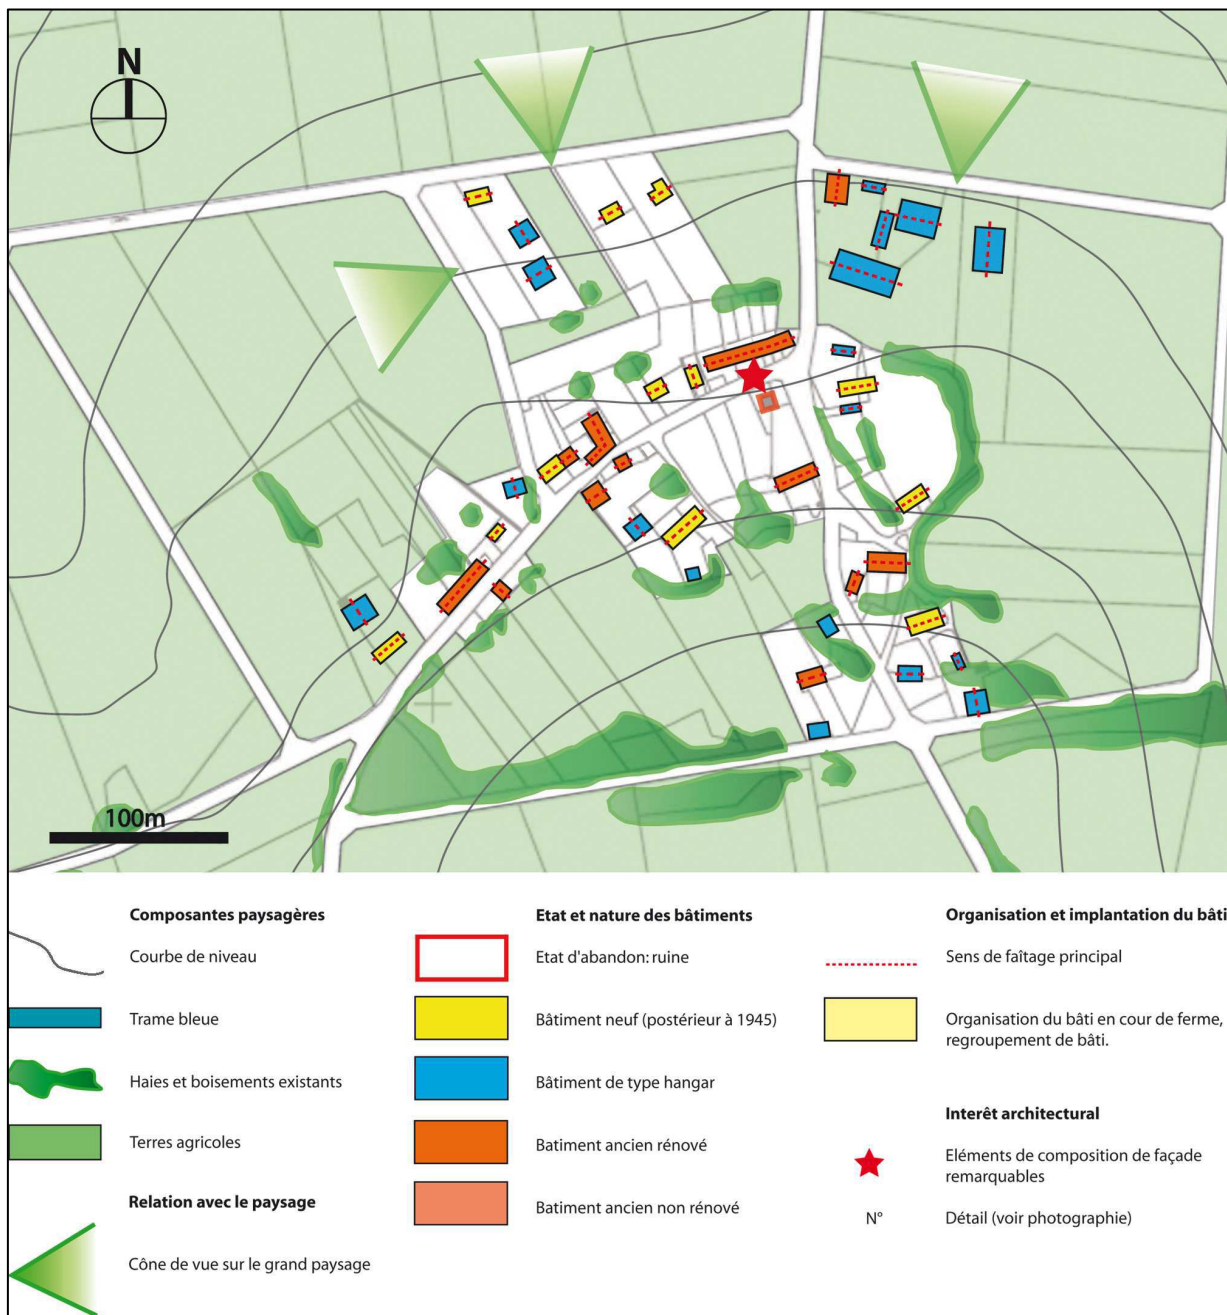 N
100m
Composantes paysagères
Courbe de niveau
Trame bleue
Haies et boisements existants
Terres agricoles
Relation avec le paysage
Cône de vue sur le grand paysage
Etat et nature des bâtiments
Etat d'abandon: ruine
Bâtiment neuf (postérieur à 1945)
Bâtiment de type hangar
Batiment ancien rénové
Batiment ancien non rénové
Organisation et implantation du bâti
Sens de faîtage principal
Organisation du bâti en cour de ferme,
regroupement de bâti.
Interêt architectural
Eléments de composition de façade
remarquables
N°
Détail (voir photographie)